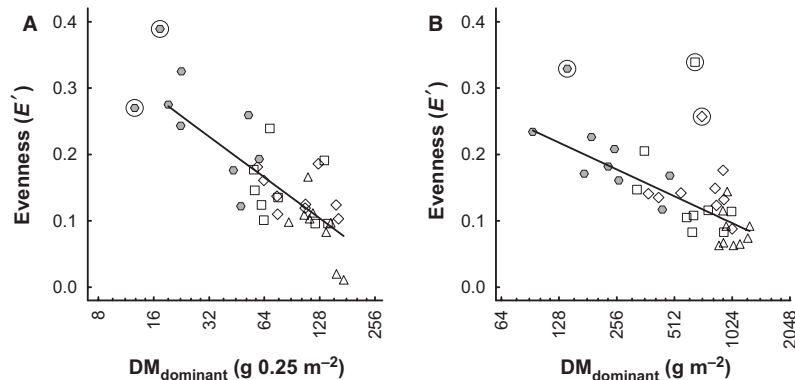 A
Evenness (E′)
0.4
0.3
0.2
0.1
0.0
8 16 32 64 128 256
DM_dominant (g 0.25 m⁻²)
B
Evenness (E′)
0.4
0.3
0.2
0.1
0.0
64 128 256 512 1024 2048
DM_dominant (g m⁻²)